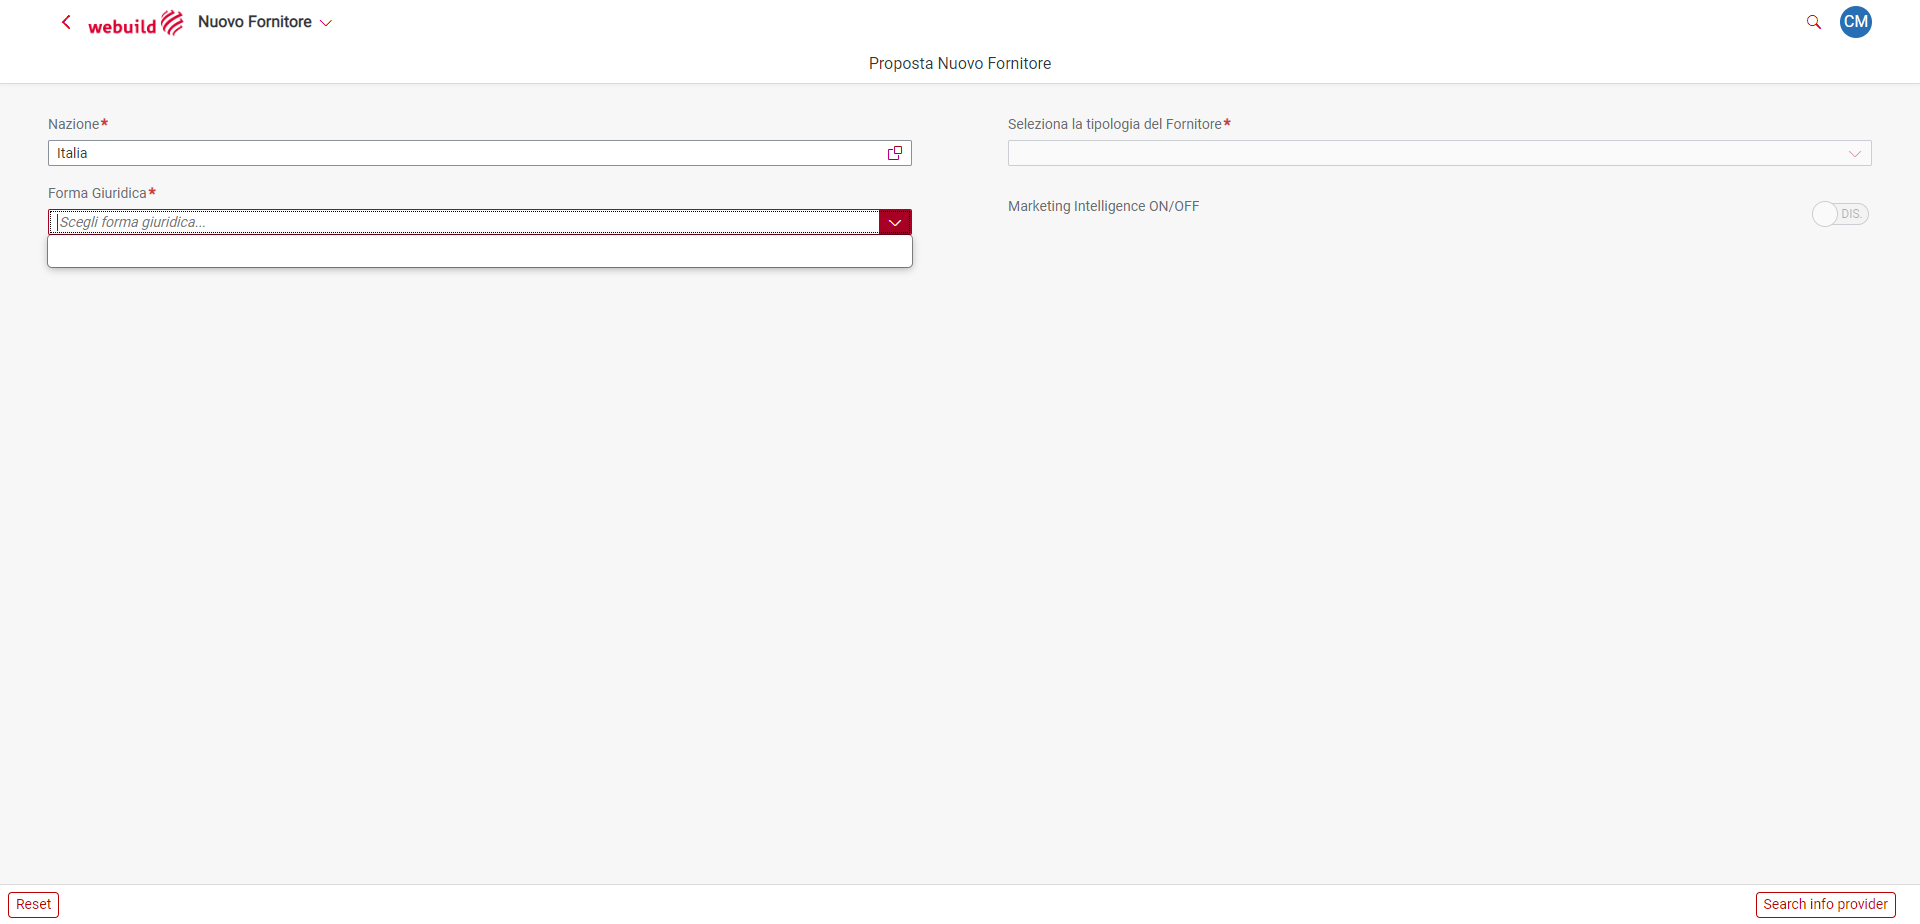 webuild
Nuovo Fornitore
CM
Proposta Nuovo Fornitore
Nazione*
Italia
Forma Giuridica*
Scegli forma giuridica...
Seleziona la tipologia del Fornitore*
Marketing Intelligence ON/OFF
DIS.
Reset
Search info provider